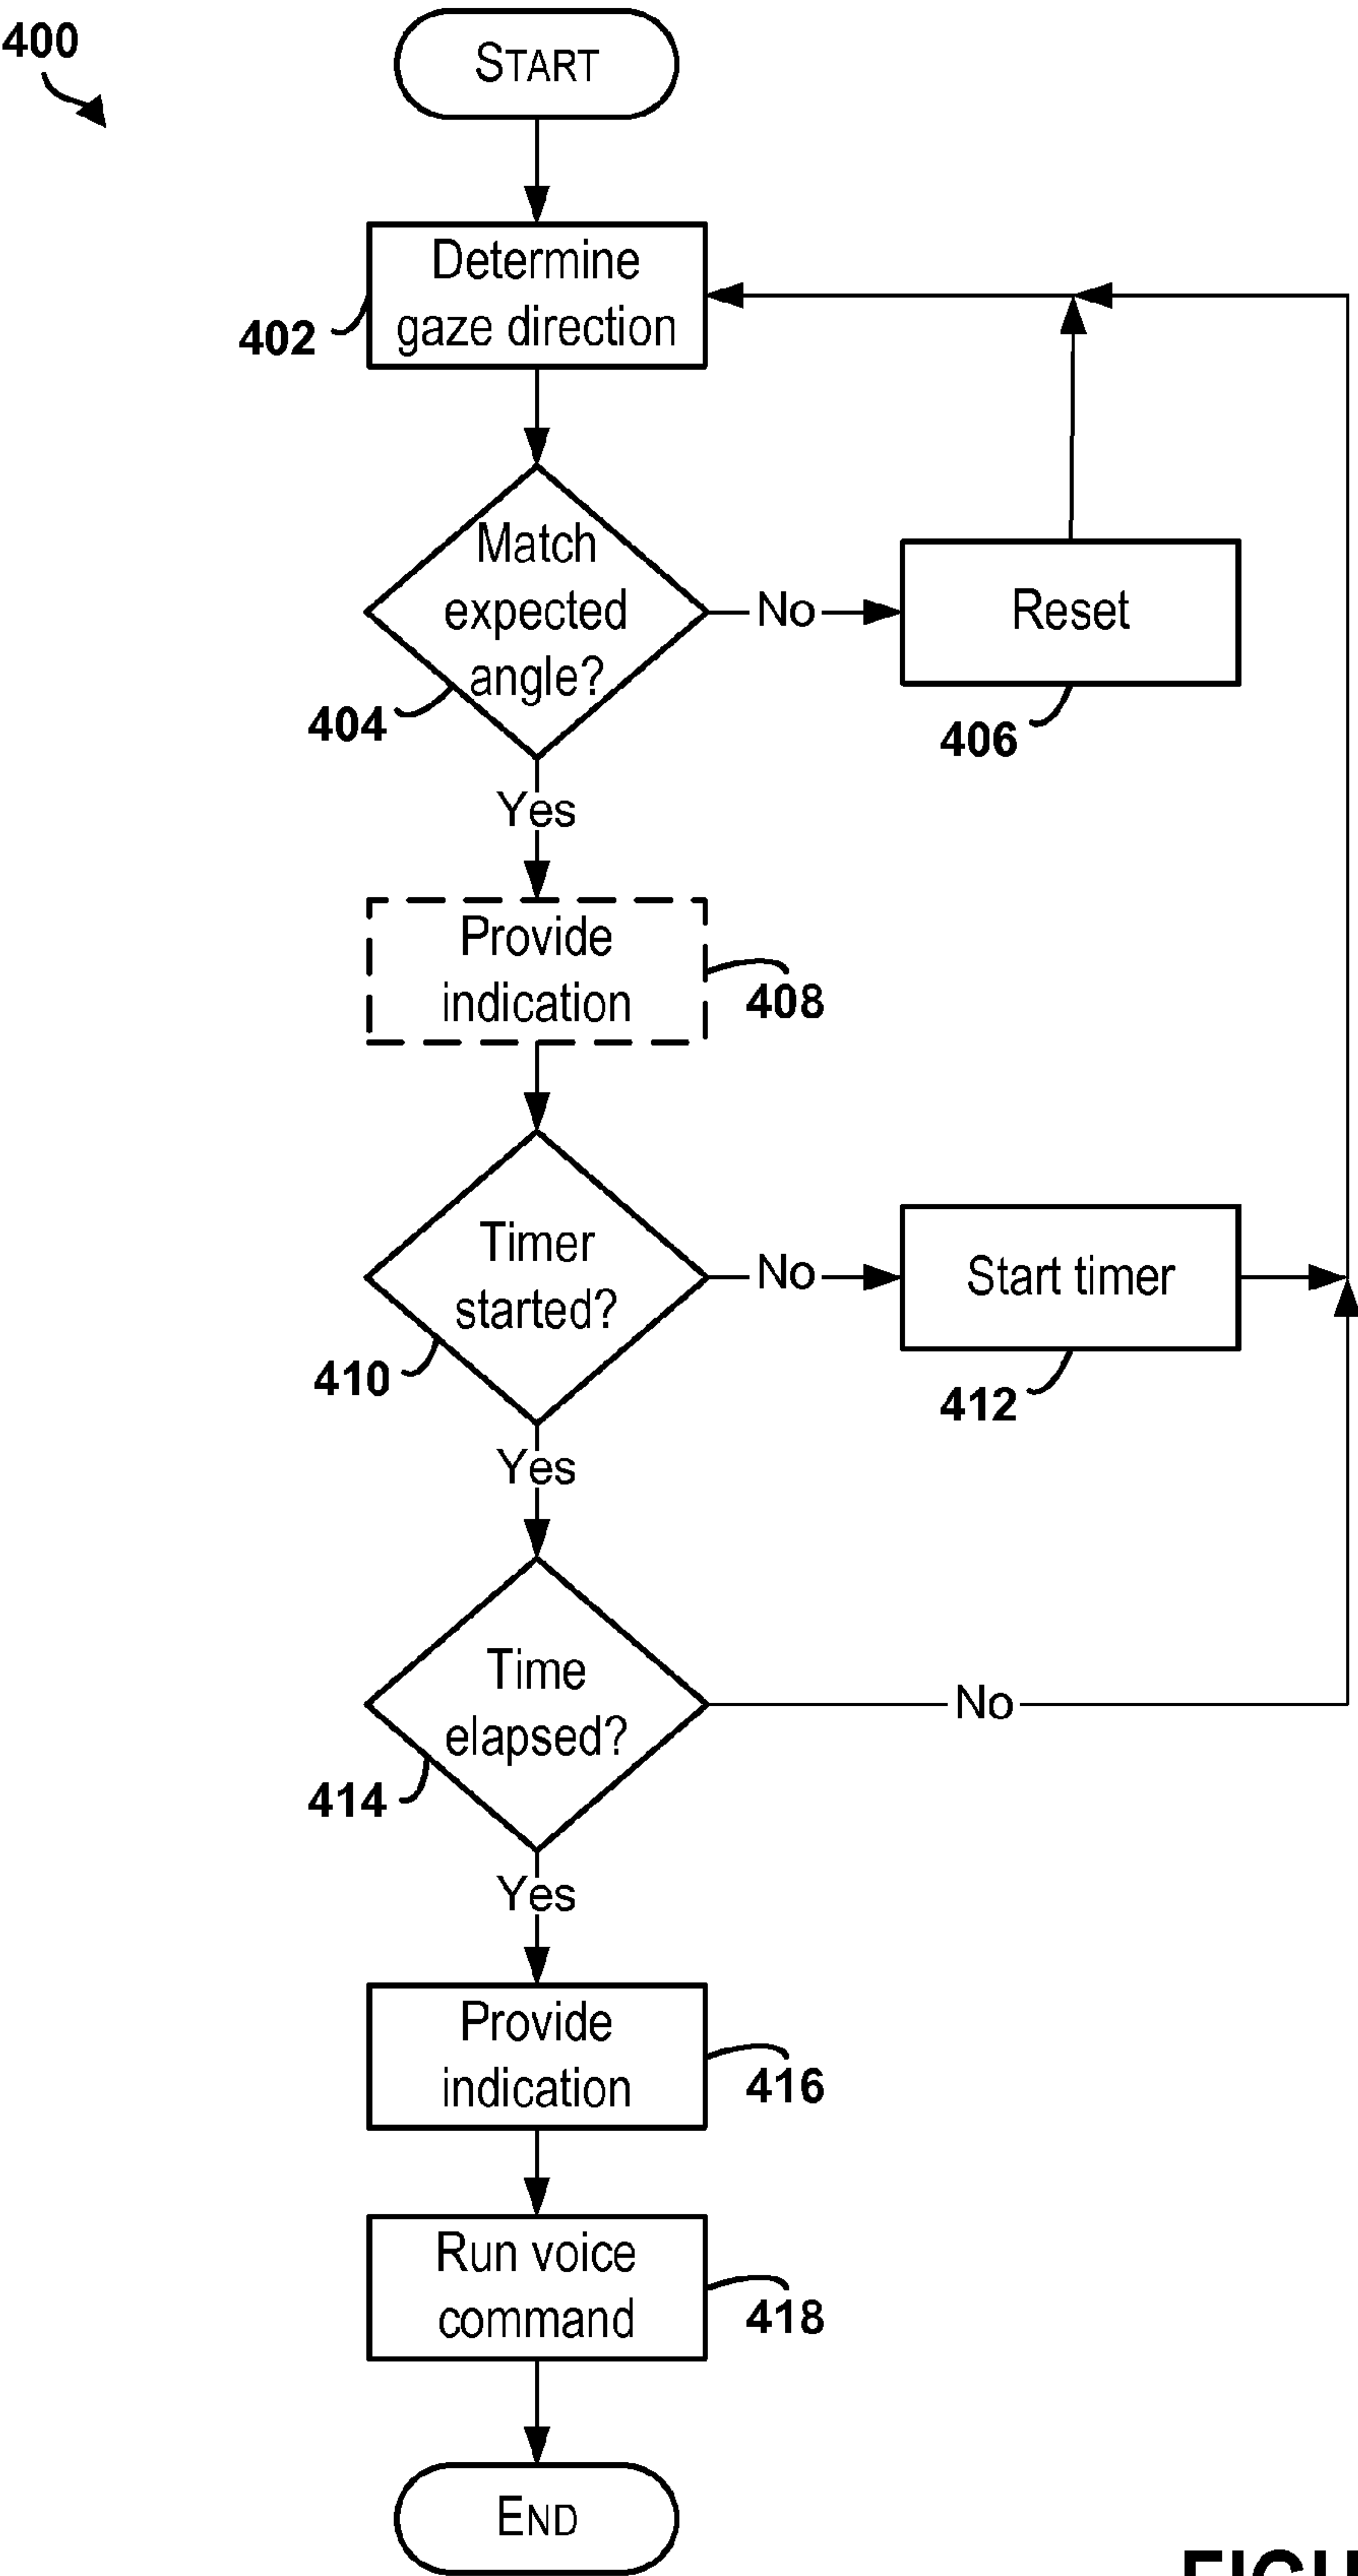 400
START
Determine
gaze direction
402
Match
expected
angle?
404
No
Reset
406
Yes
Provide
indication
408
Timer
started?
410
No
Start timer
412
Yes
Time
elapsed?
414
No
Yes
Provide
indication
416
Run voice
command
418
END